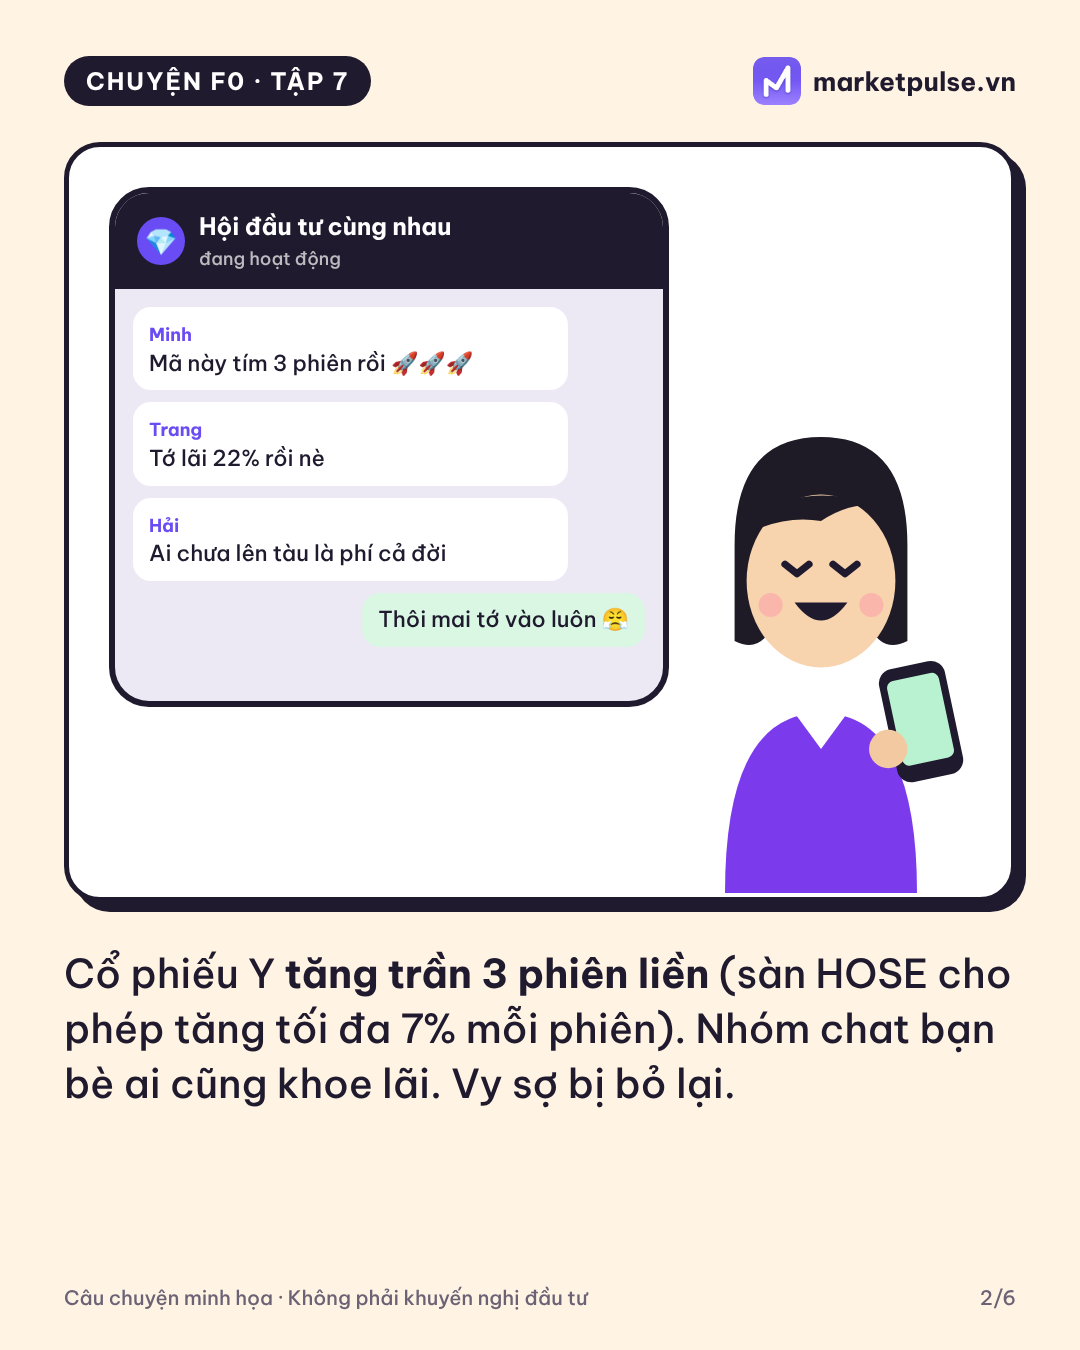 CHUYỆN F0 · TẬP 7
marketpulse.vn
Hội đầu tư cùng nhau
đang hoạt động
Minh
Mã này tím 3 phiên rồi 🚀🚀🚀
Trang
Tớ lãi 22% rồi nè
Hải
Ai chưa lên tàu là phí cả đời
Thôi mai tớ vào luôn 😤
Cổ phiếu Y tăng trần 3 phiên liền (sàn HOSE cho
phép tăng tối đa 7% mỗi phiên). Nhóm chat bạn
bè ai cũng khoe lãi. Vy sợ bị bỏ lại.
Câu chuyện minh họa · Không phải khuyến nghị đầu tư
2/6